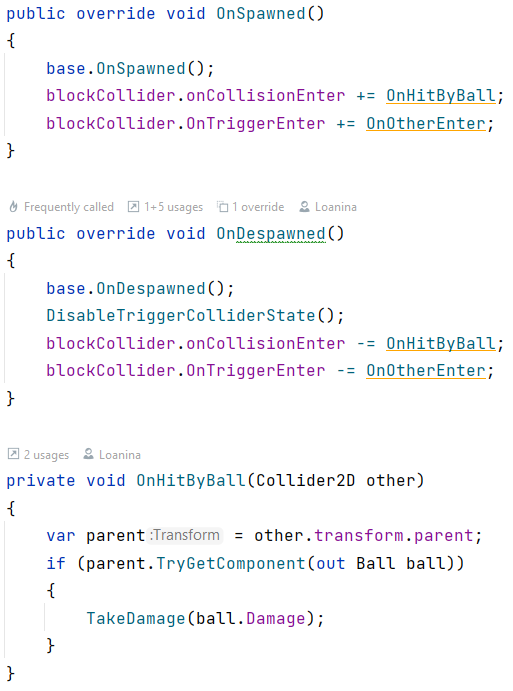 public override void OnSpawned()
{
    base.OnSpawned();
    blockCollider.onCollisionEnter += OnHitByBall;
    blockCollider.OnTriggerEnter += OnOtherEnter;
}
Frequently called 1+5 usages 1 override Loanina
public override void OnDespawned()
{
    base.OnDespawned();
    DisableTriggerColliderState();
    blockCollider.onCollisionEnter -= OnHitByBall;
    blockCollider.OnTriggerEnter -= OnOtherEnter;
}
2 usages Loanina
private void OnHitByBall(Collider2D other)
{
    var parent :Transform = other.transform.parent;
    if (parent.TryGetComponent(out Ball ball))
    {
        TakeDamage(ball.Damage);
    }
}